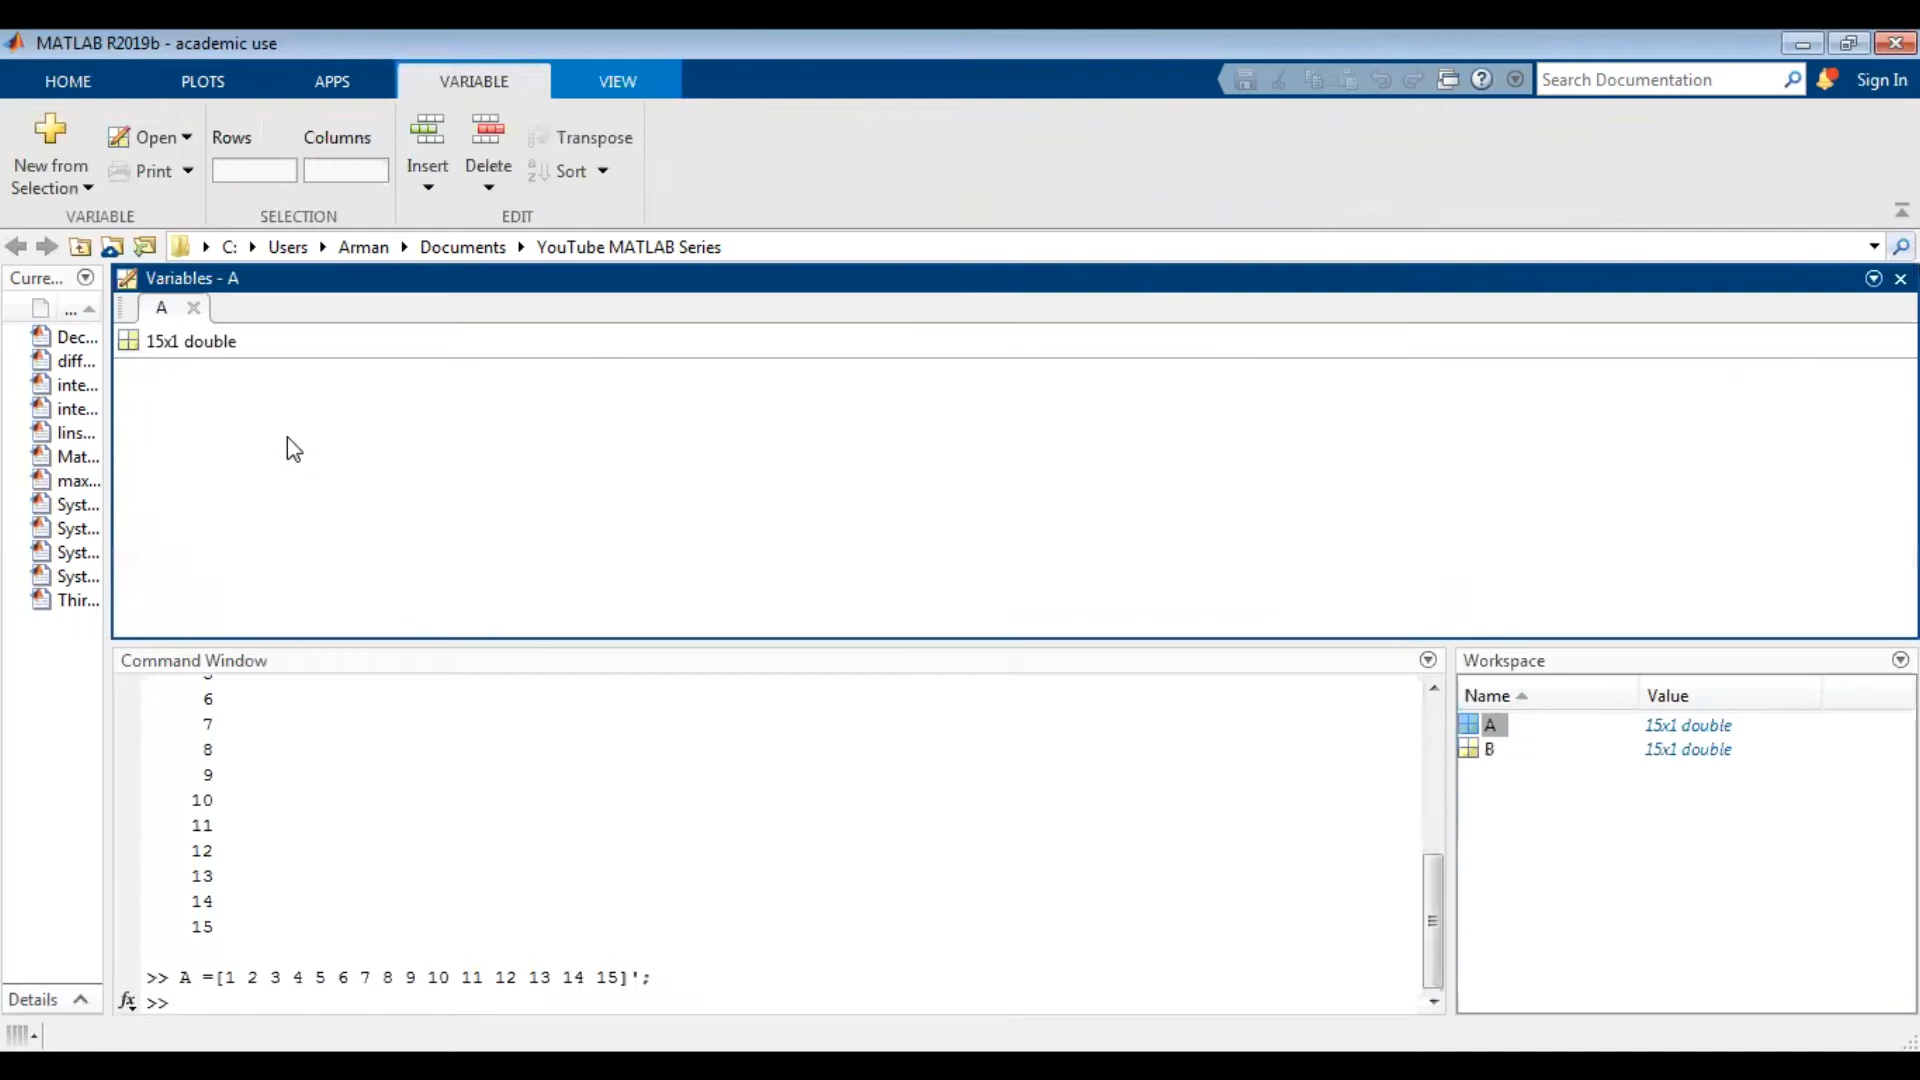 MATLAB R2019b - academic use
HOME PLOTS APPS VARIABLE VIEW
Search Documentation
Sign In
New from
Selection
Open
Print
VARIABLE
Rows Columns
SELECTION
Insert Delete
Transpose
Sort
EDIT
C: Users Arman Documents YouTube MATLAB Series
Curre...
...
Dec...
diff...
inte...
inte...
lins...
Mat...
max...
Syst...
Syst...
Syst...
Syst...
Thir...
Details
Variables - A
A
15x1 double
Command Window
6
7
8
9
10
11
12
13
14
15
>> A =[1 2 3 4 5 6 7 8 9 10 11 12 13 14 15]';
fx >>
Workspace
Name Value
A 15x1 double
B 15x1 double